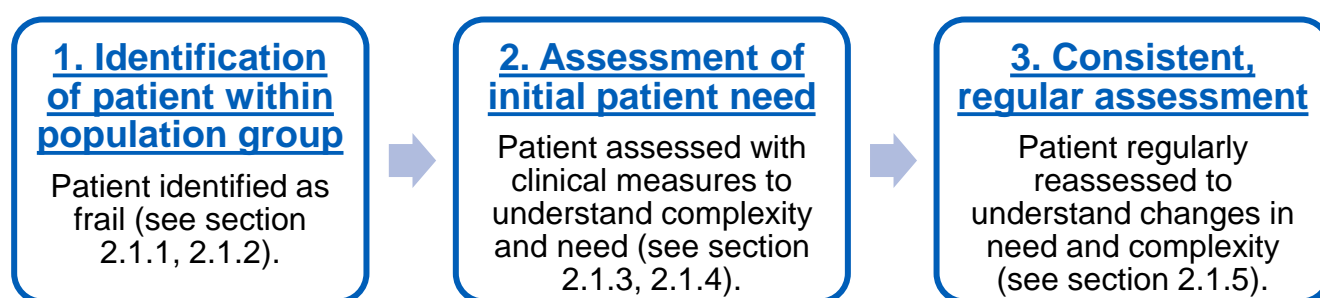 1. Identification
of patient within
population group
Patient identified as
frail (see section
2.1.1, 2.1.2).
2. Assessment of
initial patient need
Patient assessed with
clinical measures to
understand complexity
and need (see section
2.1.3, 2.1.4).
3. Consistent,
regular assessment
Patient regularly
reassessed to
understand changes in
need and complexity
(see section 2.1.5).